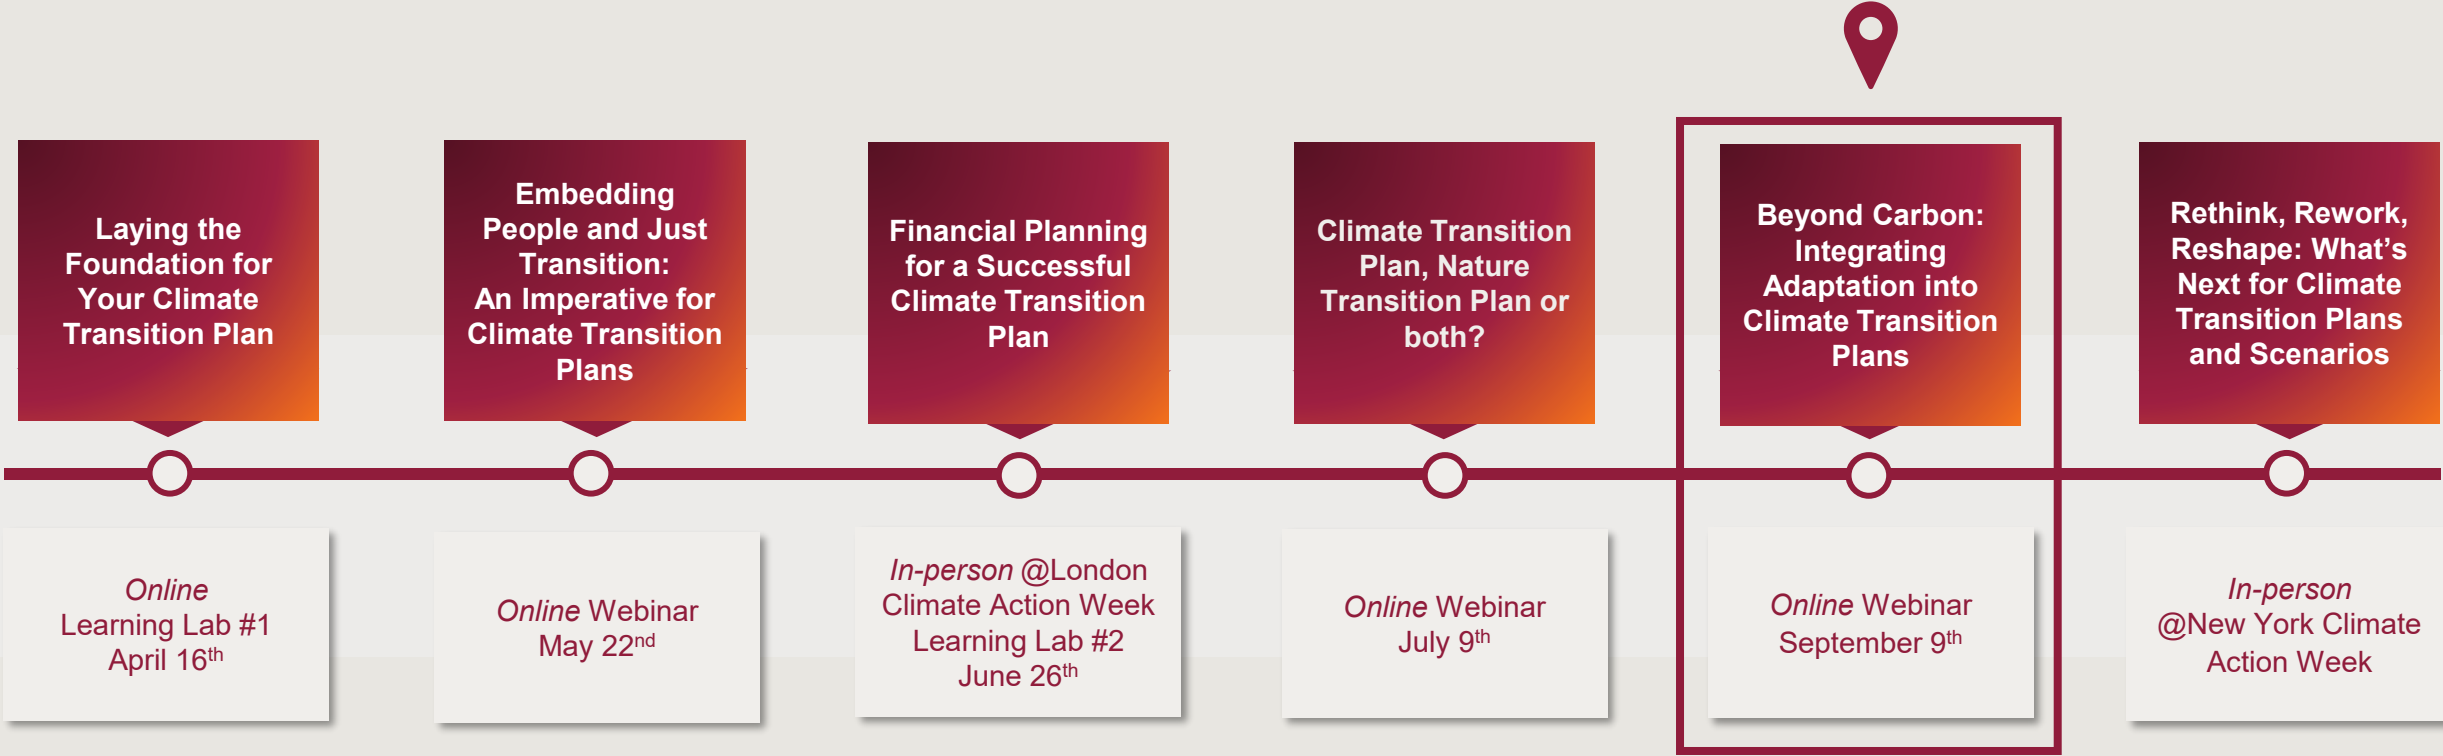 Laying the
Foundation for
Your Climate
Transition Plan
Online
Learning Lab #1
April 16th
Embedding
People and Just
Transition:
An Imperative for
Climate Transition
Plans
Online Webinar
May 22nd
Financial Planning
for a Successful
Climate Transition
Plan
In-person @London
Climate Action Week
Learning Lab #2
June 26th
Climate Transition
Plan, Nature
Transition Plan or
both?
Online Webinar
July 9th
Beyond Carbon:
Integrating
Adaptation into
Climate Transition
Plans
Online Webinar
September 9th
Rethink, Rework,
Reshape: What’s
Next for Climate
Transition Plans
and Scenarios
In-person
@New York Climate
Action Week